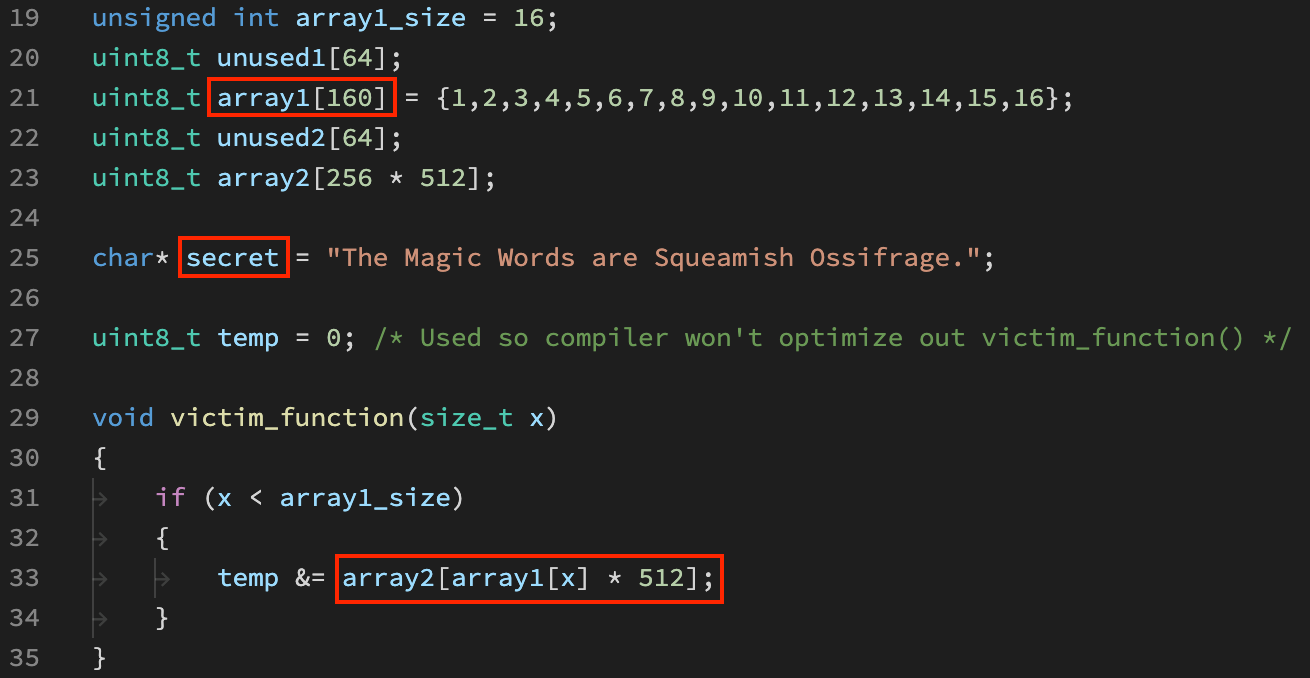 19 unsigned int array1_size = 16;
20 uint8_t unused1[64];
21 uint8_t array1[160] = {1,2,3,4,5,6,7,8,9,10,11,12,13,14,15,16};
22 uint8_t unused2[64];
23 uint8_t array2[256 * 512];
24
25 char* secret = "The Magic Words are Squeamish Ossifrage.";
26
27 uint8_t temp = 0; /* Used so compiler won't optimize out victim_function() */
28
29 void victim_function(size_t x)
30 {
31 if (x < array1_size)
32 {
33 temp &= array2[array1[x] * 512];
34 }
35 }